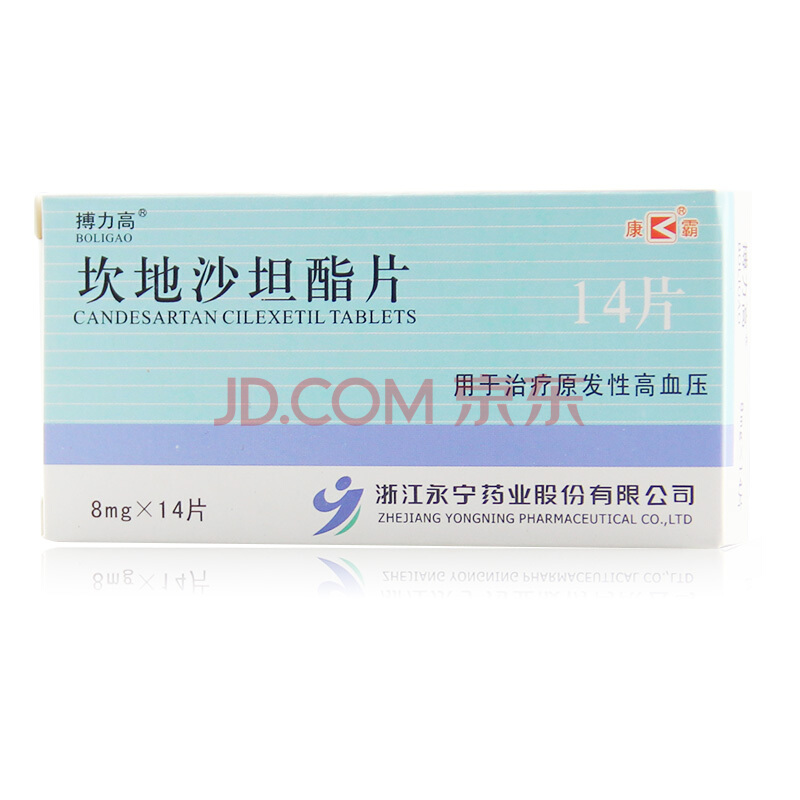 搏力高®
BOLIGAO
康霸®
坎地沙坦酯片
CANDESARTAN CILEXETIL TABLETS
14片
用于治疗原发性高血压
JD.COM 京东
8mg×14片
浙江永宁药业股份有限公司
ZHEJIANG YONGNING PHARMACEUTICAL CO.,LTD